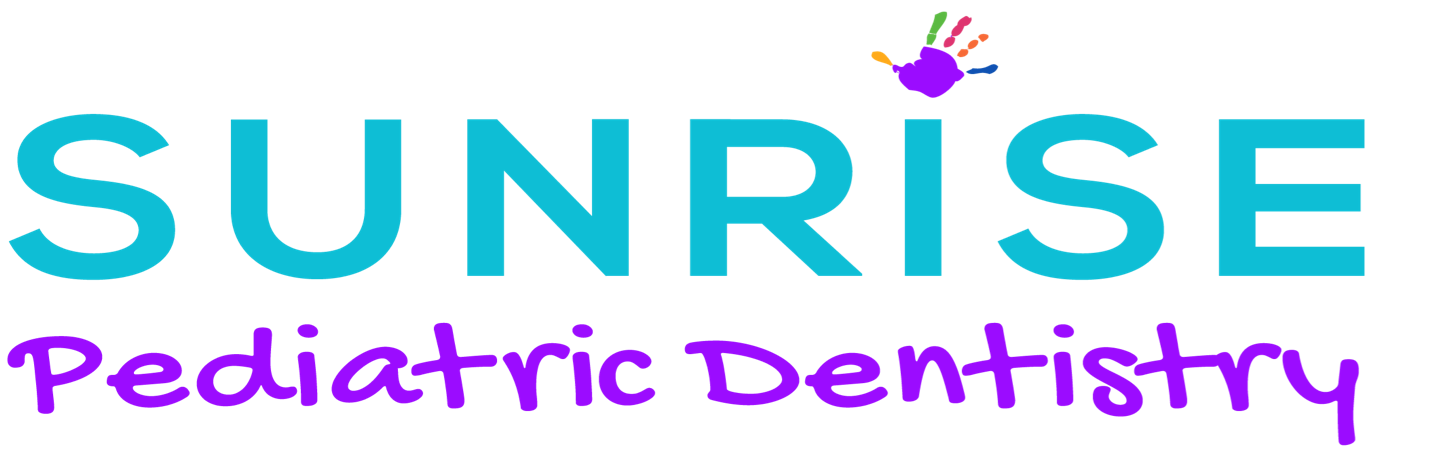 SUNRISE
Pediatric Dentistry